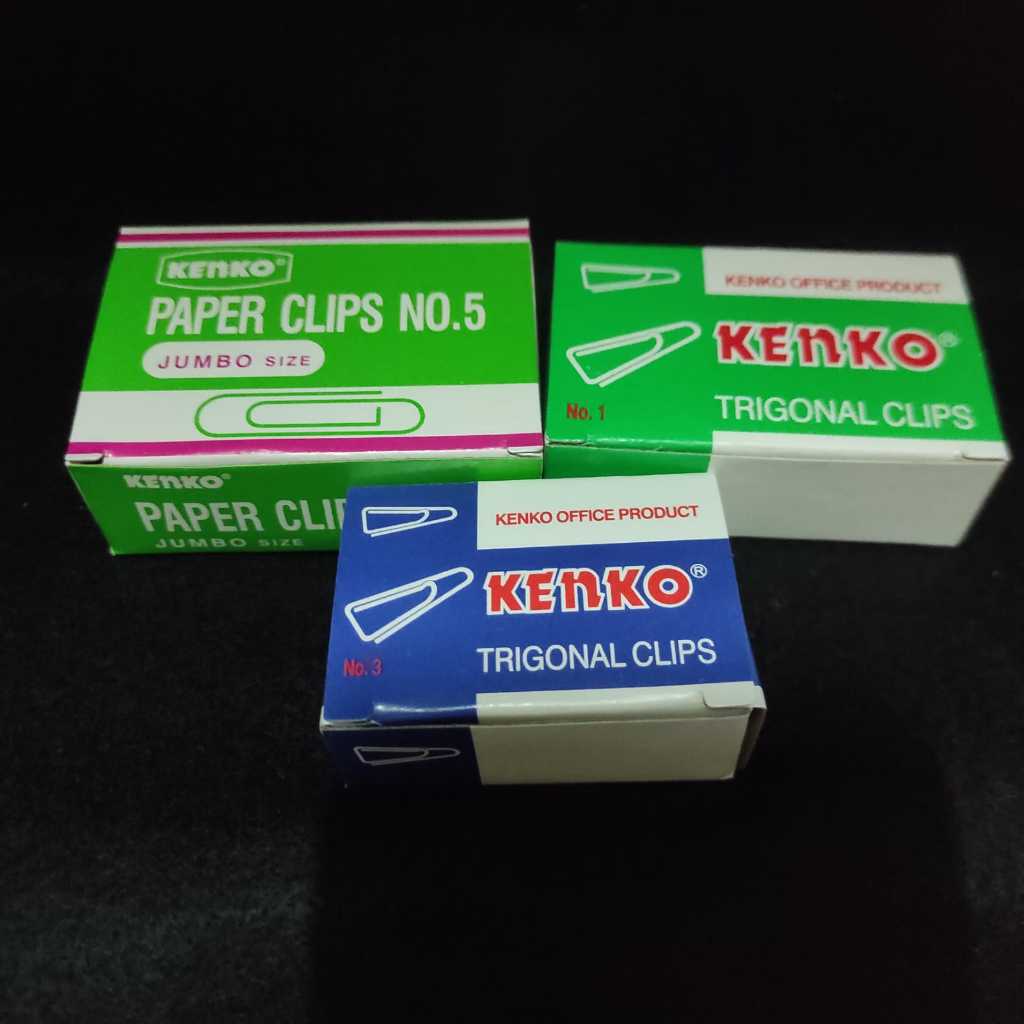 KENKO®
PAPER CLIPS NO.5
JUMBO SIZE
KENKO®
PAPER CLIP
JUMBO SIZE
KENKO OFFICE PRODUCT
KENKO®
No. 1
TRIGONAL CLIPS
KENKO OFFICE PRODUCT
KENKO®
No. 3
TRIGONAL CLIPS